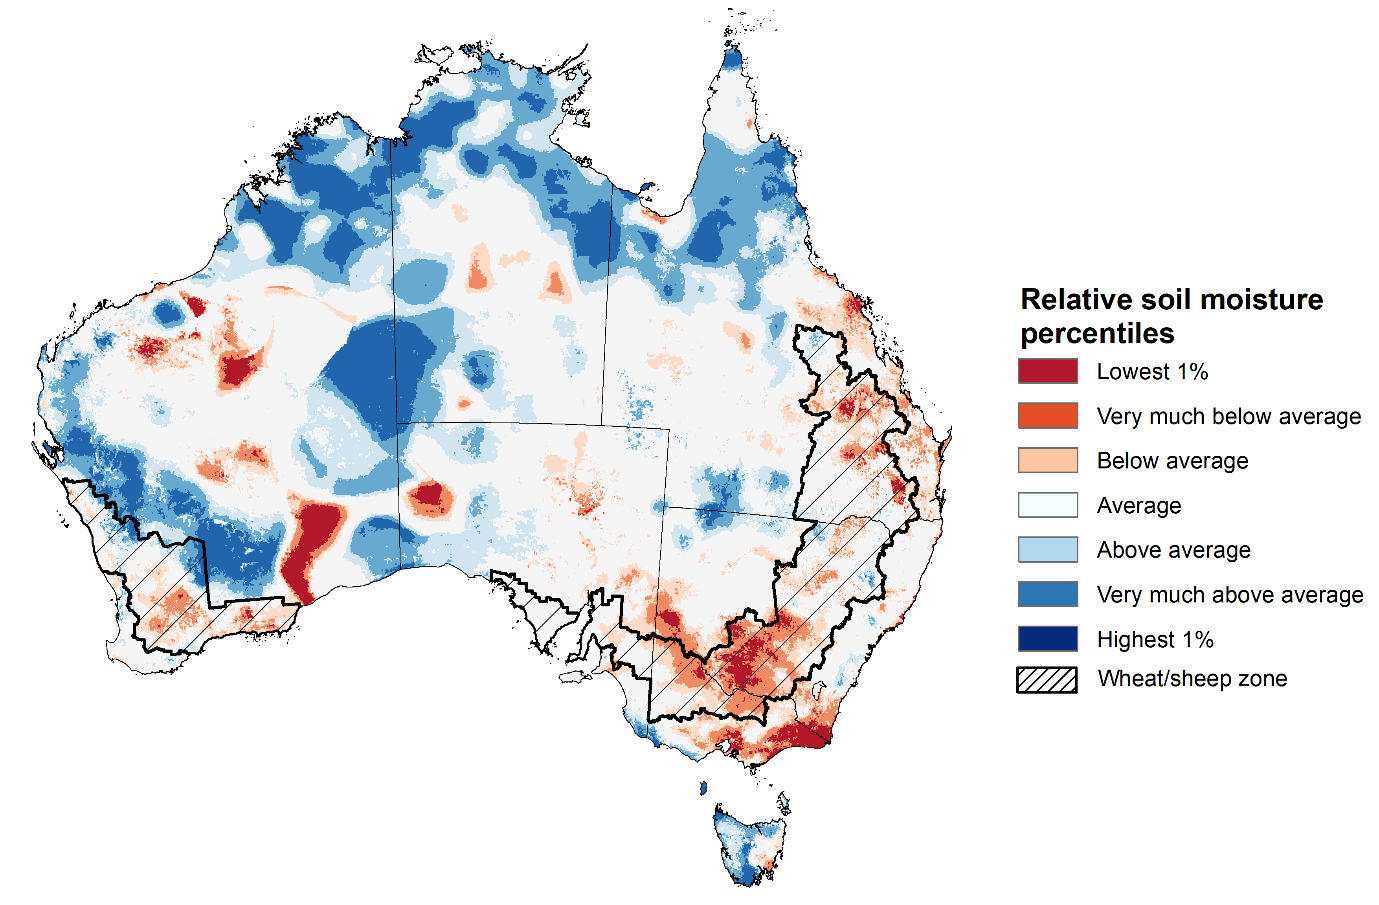 Relative soil moisture
percentiles
Lowest 1%
Very much below average
Below average
Average
Above average
Very much above average
Highest 1%
Wheat/sheep zone